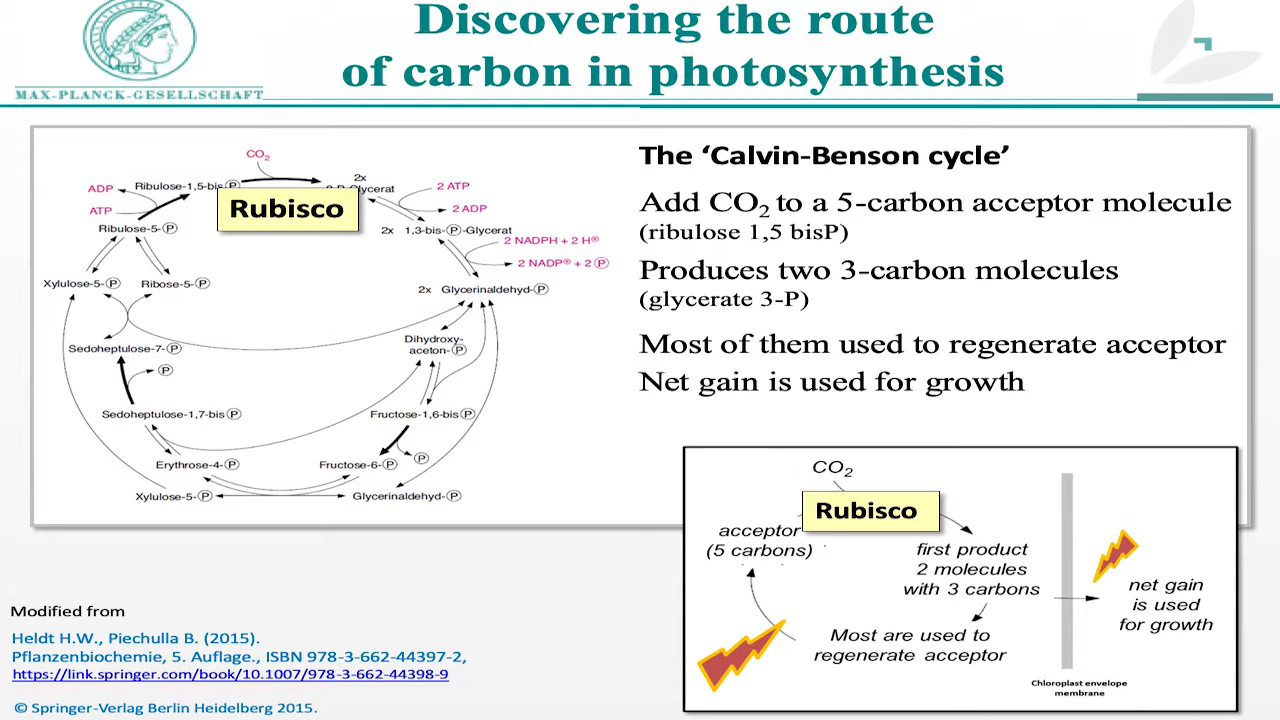 Discovering the route
of carbon in photosynthesis
MAX-PLANCK-GESELLSCHAFT
The ‘Calvin-Benson cycle’
Add CO₂ to a 5-carbon acceptor molecule
(ribulose 1,5 bisP)
Produces two 3-carbon molecules
(glycerate 3-P)
Most of them used to regenerate acceptor
Net gain is used for growth
CO₂
Ribulose-1,5-bis P
2x
Glycerat
ADP
ATP
Rubisco
2 ATP
2 ADP
Ribulose-5-P
2x 1,3-bis-P-Glycerat
2 NADPH + 2 H⊕
2 NADP⊕ + 2 P
Xylulose-5-P
Ribose-5-P
2x Glycerinaldehyd-P
Sedoheptulose-7-P
Dihydroxy-
aceton-P
P
Sedoheptulose-1,7-bis P
Fructose-1,6-bis P
P
Erythrose-4-P
Fructose-6-P
Xylulose-5-P
Glycerinaldehyd-P
CO₂
Rubisco
acceptor
(5 carbons)
first product
2 molecules
with 3 carbons
Most are used to
regenerate acceptor
net gain
is used
for growth
Chloroplast envelope
membrane
Modified from
Heldt H.W., Piechulla B. (2015).
Pflanzenbiochemie, 5. Auflage., ISBN 978-3-662-44397-2,
https://link.springer.com/book/10.1007/978-3-662-44398-9
© Springer-Verlag Berlin Heidelberg 2015.